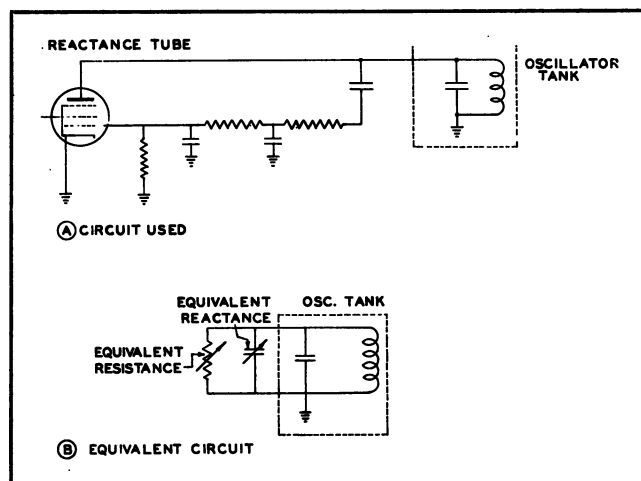 REACTANCE TUBE
OSCILLATOR
TANK
Ⓐ CIRCUIT USED
EQUIVALENT
REACTANCE
OSC. TANK
EQUIVALENT
RESISTANCE
Ⓑ EQUIVALENT CIRCUIT